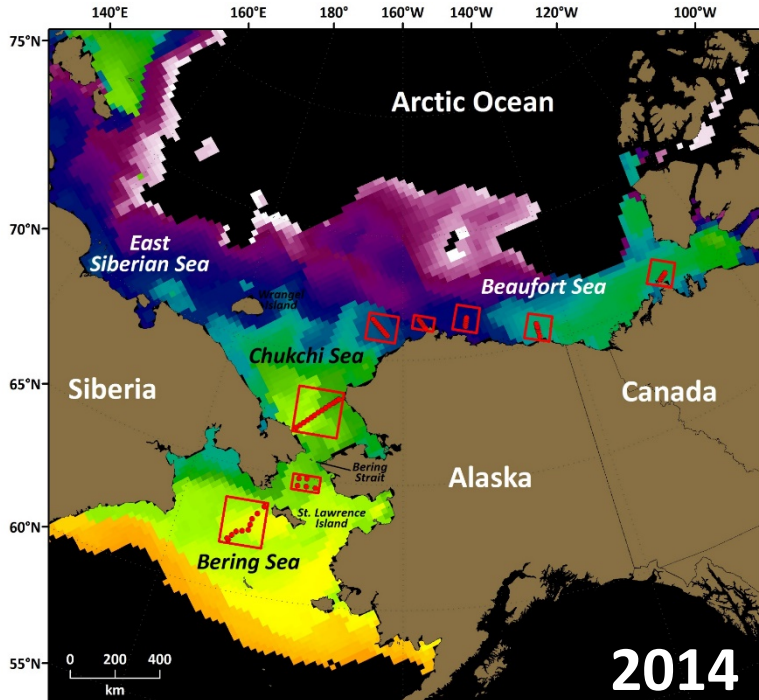 140°E
160°E
180°
160°W
140°W
120°W
100°W
75°N
Arctic Ocean
70°N
East
Siberian Sea
Wrangel
Island
Beaufort Sea
Chukchi Sea
65°N
Siberia
Canada
Bering
Strait
Alaska
St. Lawrence
Island
60°N
Bering Sea
55°N
0 200 400
km
2014